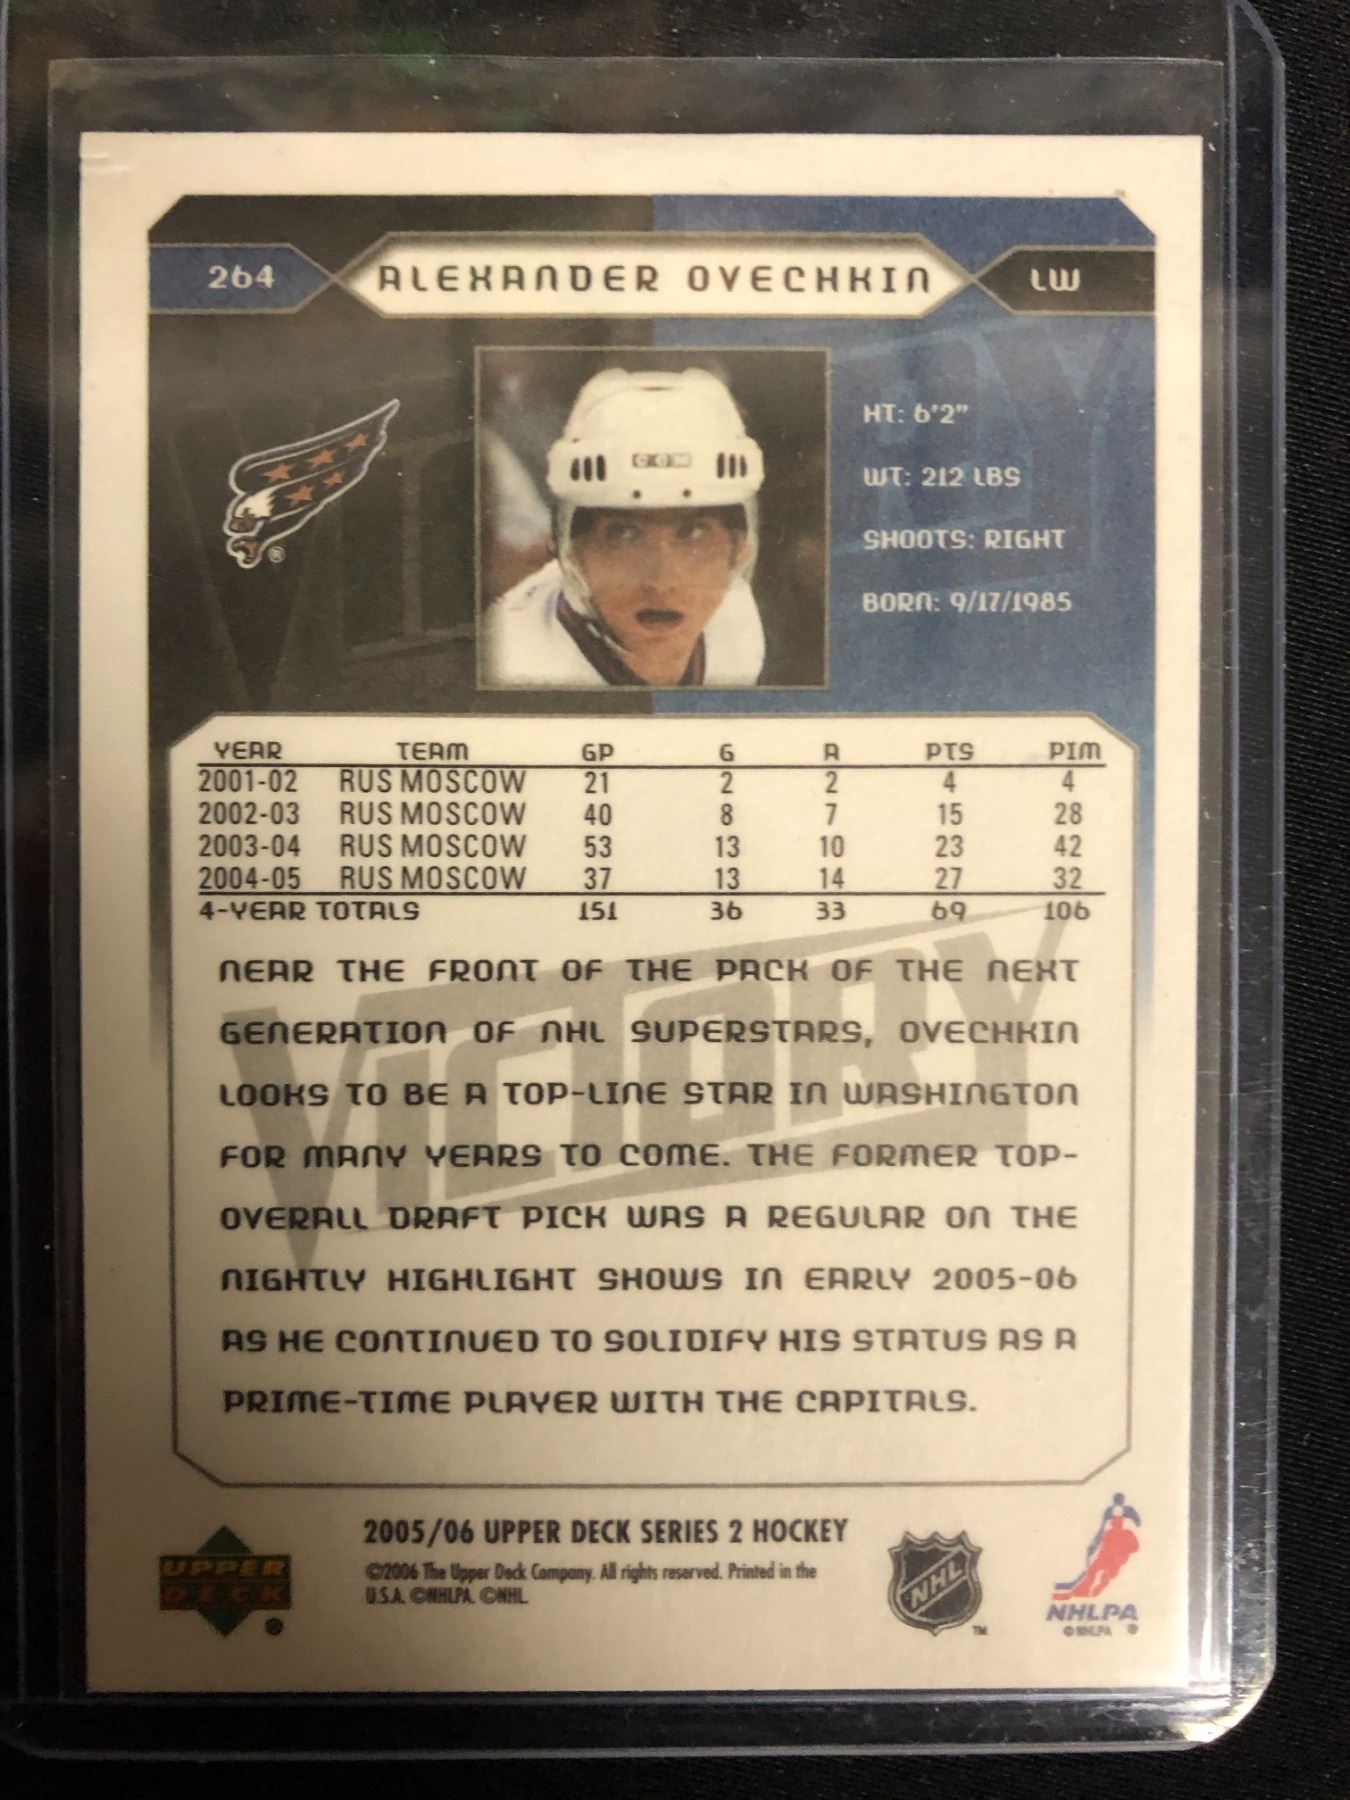 264 ALEXANDER OVECHKIN LW
CCM
HT: 6'2"
WT: 212 LBS
SHOOTS: RIGHT
BORN: 9/17/1985
®
YEAR TEAM GP G A PTS PIM
2001-02 RUS MOSCOW 21 2 2 4 4
2002-03 RUS MOSCOW 40 8 7 15 28
2003-04 RUS MOSCOW 53 13 10 23 42
2004-05 RUS MOSCOW 37 13 14 27 32
4-YEAR TOTALS 151 36 33 69 106
VICTORY
NEAR THE FRONT OF THE PACK OF THE NEXT
GENERATION OF NHL SUPERSTARS, OVECHKIN
LOOKS TO BE A TOP-LINE STAR IN WASHINGTON
FOR MANY YEARS TO COME. THE FORMER TOP-
OVERALL DRAFT PICK WAS A REGULAR ON THE
NIGHTLY HIGHLIGHT SHOWS IN EARLY 2005-06
AS HE CONTINUED TO SOLIDIFY HIS STATUS AS A
PRIME-TIME PLAYER WITH THE CAPITALS.
UPPER
DECK
2005/06 UPPER DECK SERIES 2 HOCKEY
©2006 The Upper Deck Company. All rights reserved. Printed in the
U.S.A. ©NHLPA. ©NHL.
NHL
TM
NHLPA
©NHLPA